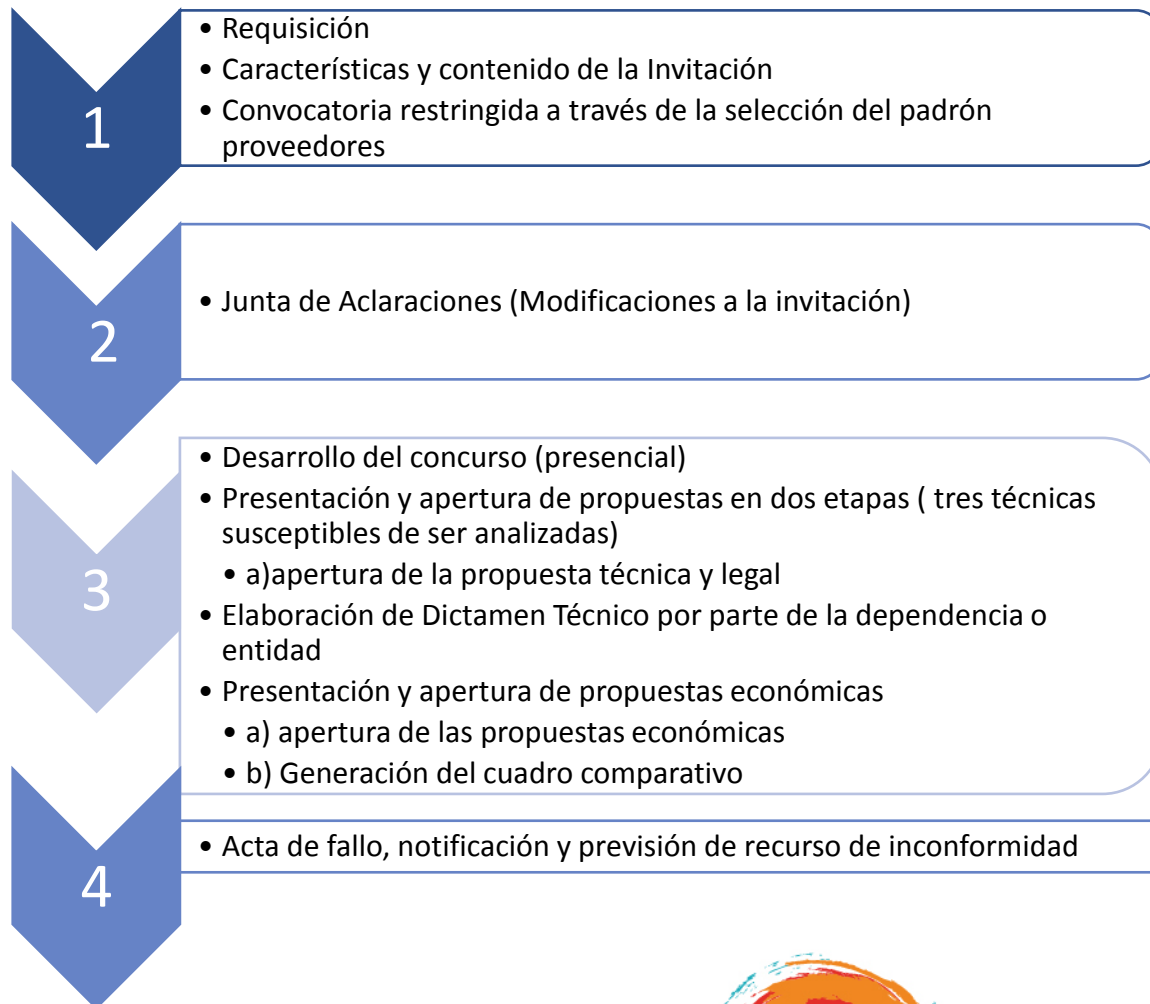 1
• Requisición
• Características y contenido de la Invitación
• Convocatoria restringida a través de la selección del padrón
proveedores
2
• Junta de Aclaraciones (Modificaciones a la invitación)
3
• Desarrollo del concurso (presencial)
• Presentación y apertura de propuestas en dos etapas ( tres técnicas
susceptibles de ser analizadas)
• a)apertura de la propuesta técnica y legal
• Elaboración de Dictamen Técnico por parte de la dependencia o
entidad
• Presentación y apertura de propuestas económicas
• a) apertura de las propuestas económicas
• b) Generación del cuadro comparativo
4
• Acta de fallo, notificación y previsión de recurso de inconformidad